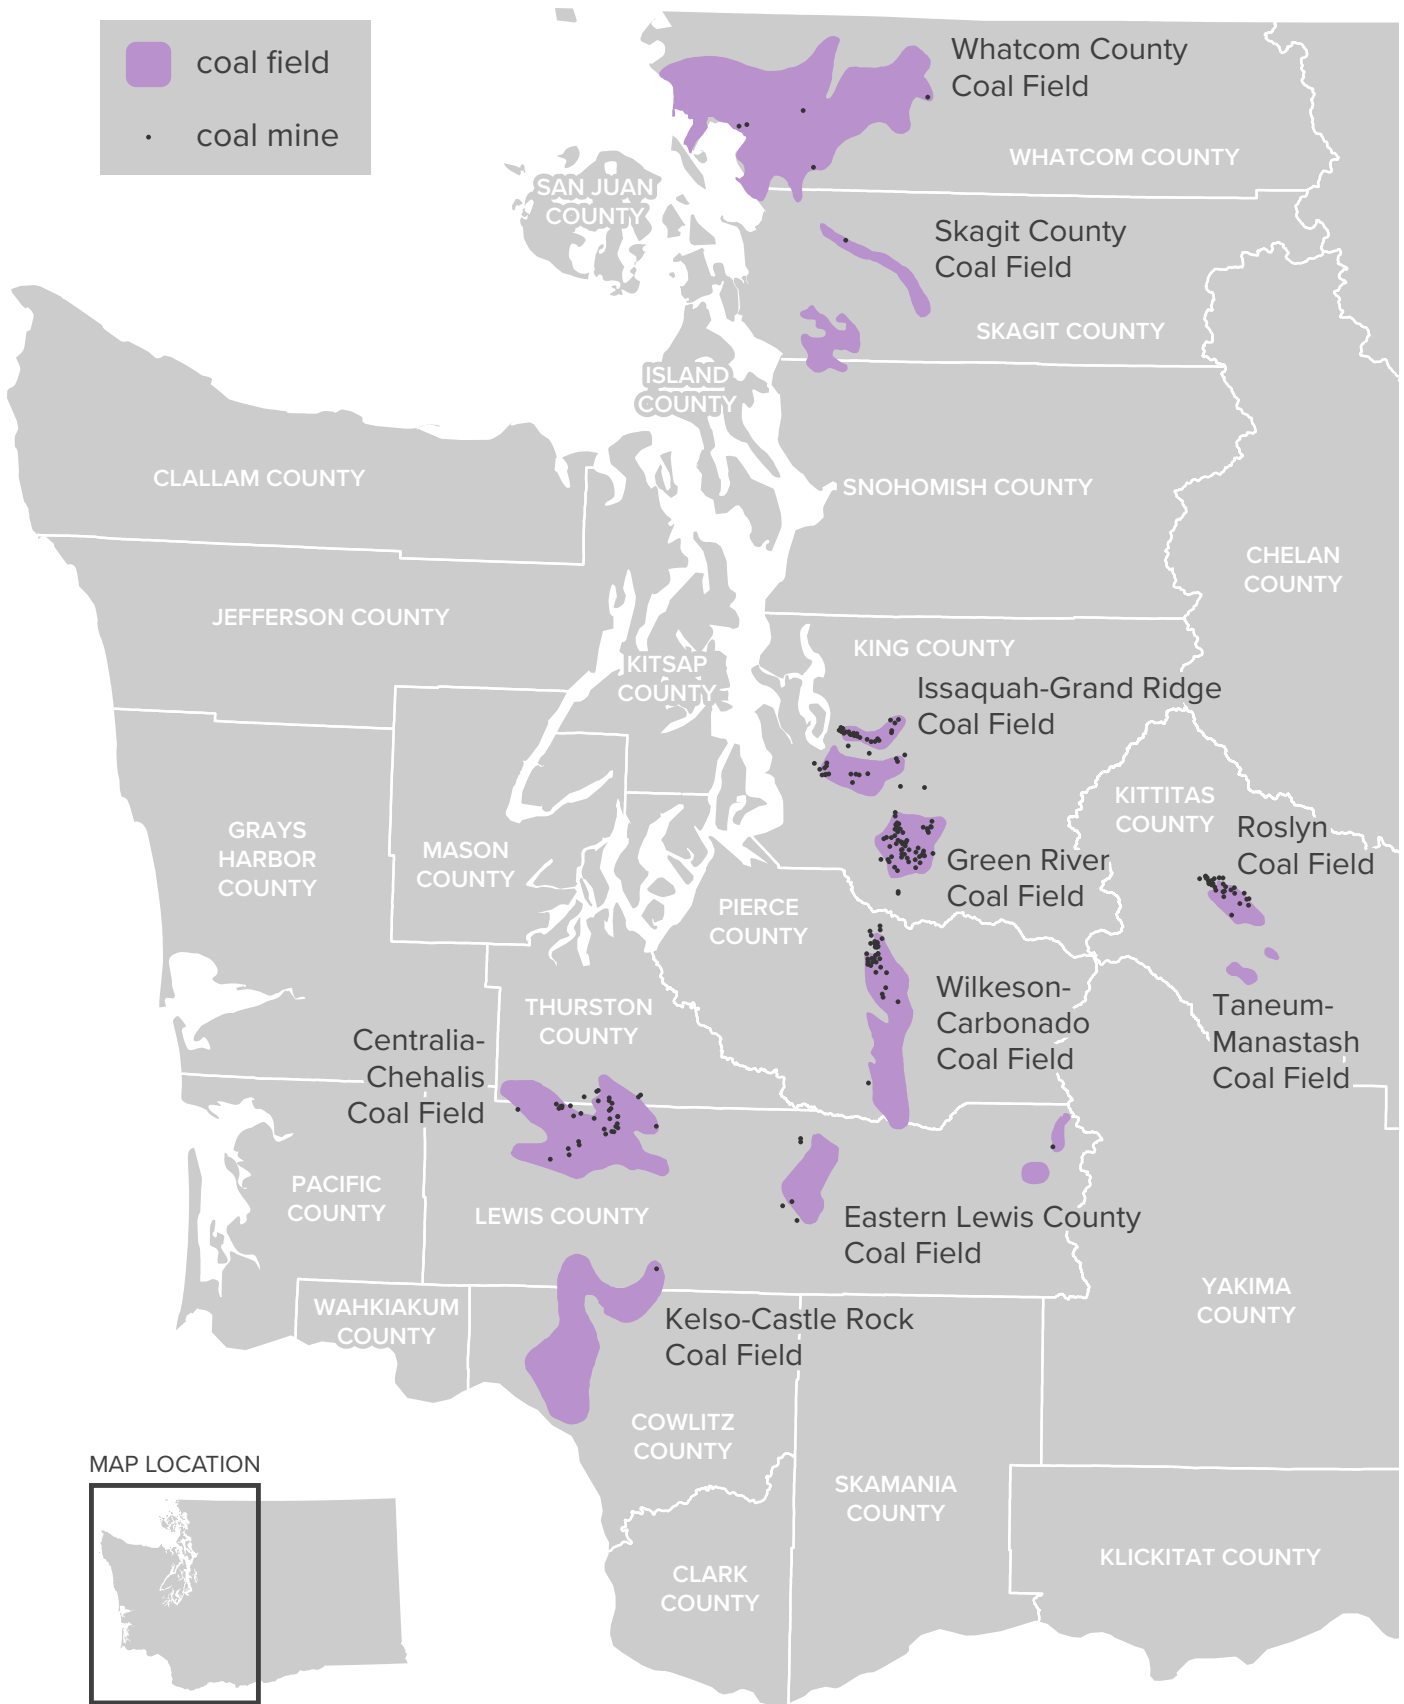 coal field
coal mine
Whatcom County
Coal Field
WHATCOM COUNTY
SAN JUAN
COUNTY
Skagit County
Coal Field
SKAGIT COUNTY
ISLAND
COUNTY
CLALLAM COUNTY
SNOHOMISH COUNTY
CHELAN
COUNTY
JEFFERSON COUNTY
KING COUNTY
KITSAP
COUNTY
Issaquah-Grand Ridge
Coal Field
KITTITAS
COUNTY
Roslyn
Coal Field
GRAYS
HARBOR
COUNTY
MASON
COUNTY
Green River
Coal Field
PIERCE
COUNTY
Wilkeson-
Carbonado
Coal Field
Taneum-
Manastash
Coal Field
THURSTON
COUNTY
Centralia-
Chehalis
Coal Field
PACIFIC
COUNTY
LEWIS COUNTY
Eastern Lewis County
Coal Field
YAKIMA
COUNTY
WAHKIAKUM
COUNTY
Kelso-Castle Rock
Coal Field
COWLITZ
COUNTY
MAP LOCATION
SKAMANIA
COUNTY
KLICKITAT COUNTY
CLARK
COUNTY